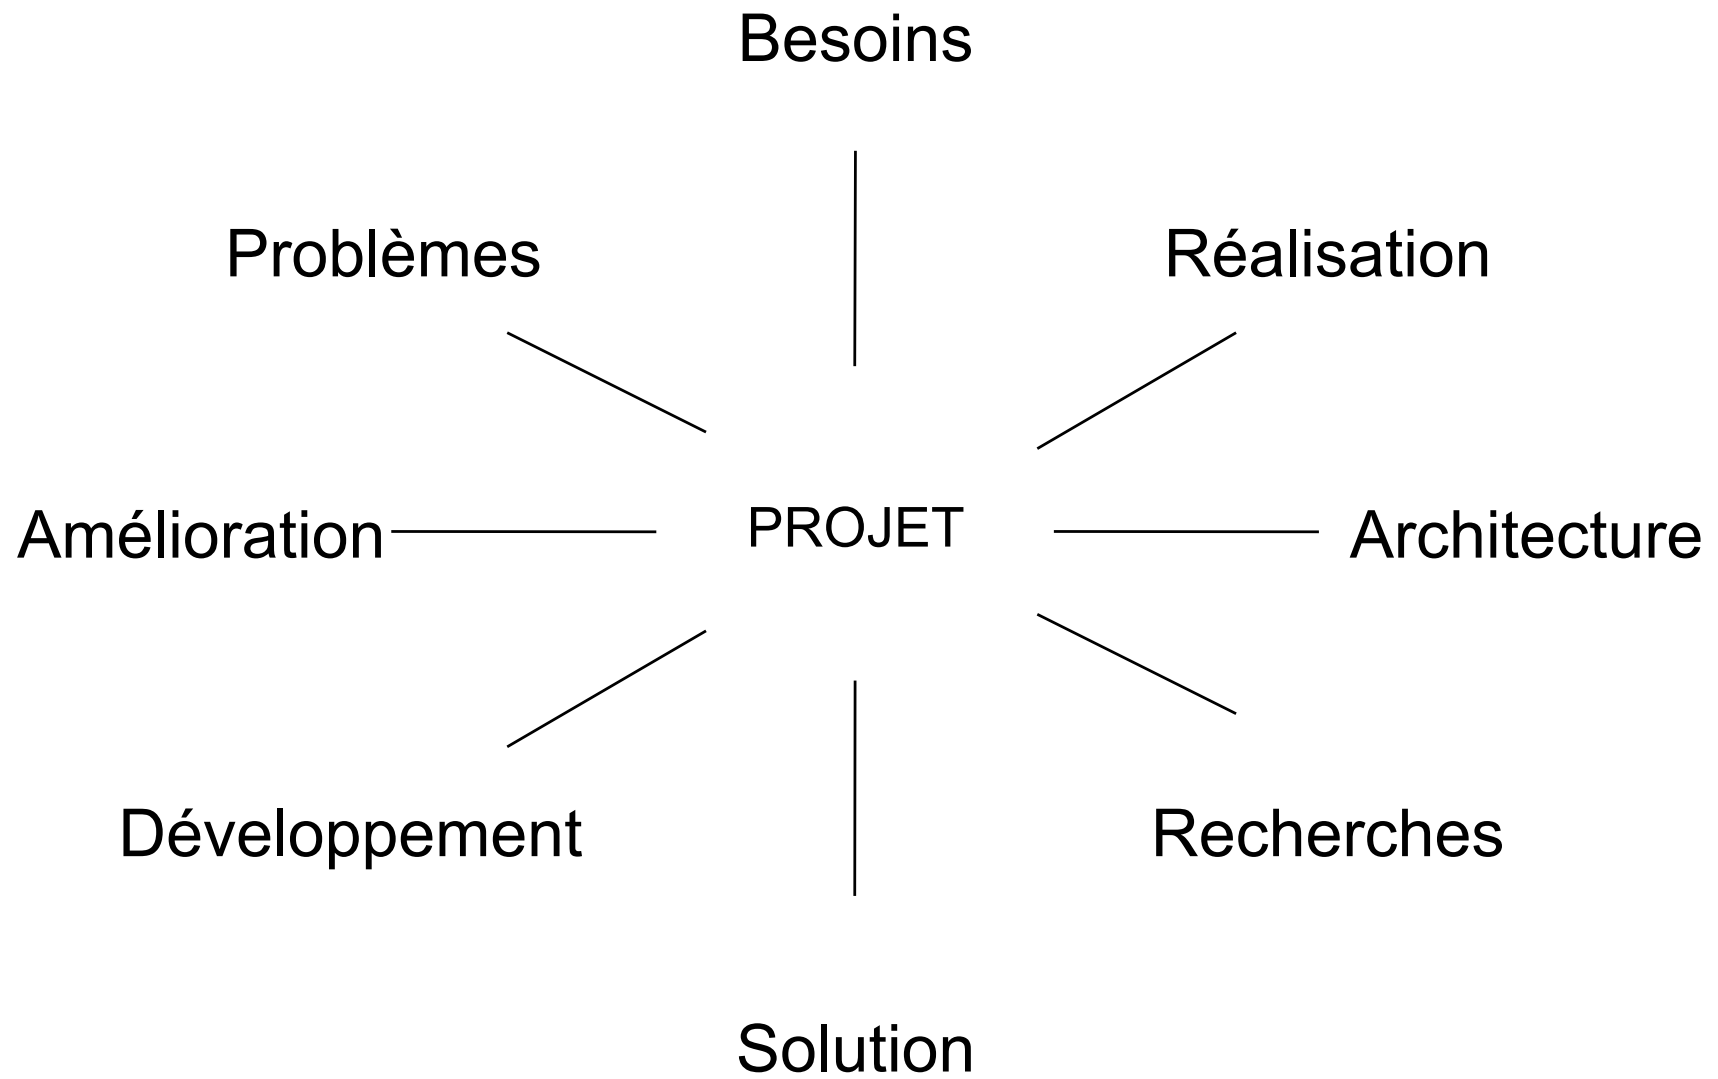 Besoins
Problèmes
Réalisation
Amélioration
PROJET
Architecture
Développement
Recherches
Solution